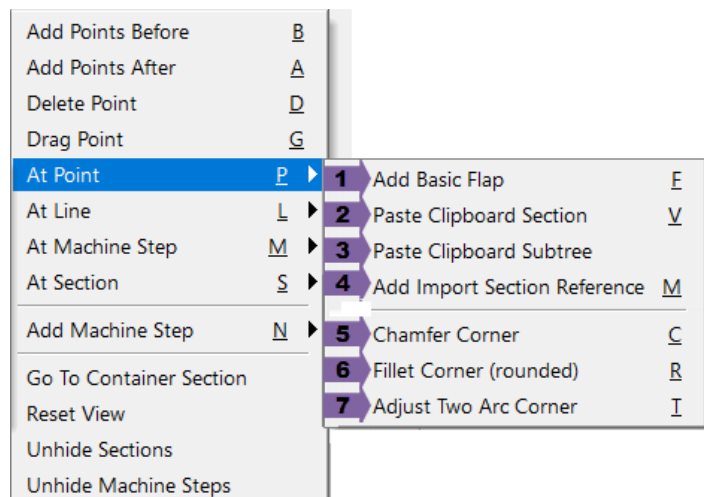 Add Points Before B
Add Points After A
Delete Point D
Drag Point G
At Point P
At Line L
At Machine Step M
At Section S
Add Machine Step N
Go To Container Section
Reset View
Unhide Sections
Unhide Machine Steps
1 Add Basic Flap F
2 Paste Clipboard Section V
3 Paste Clipboard Subtree
4 Add Import Section Reference M
5 Chamfer Corner C
6 Fillet Corner (rounded) R
7 Adjust Two Arc Corner T